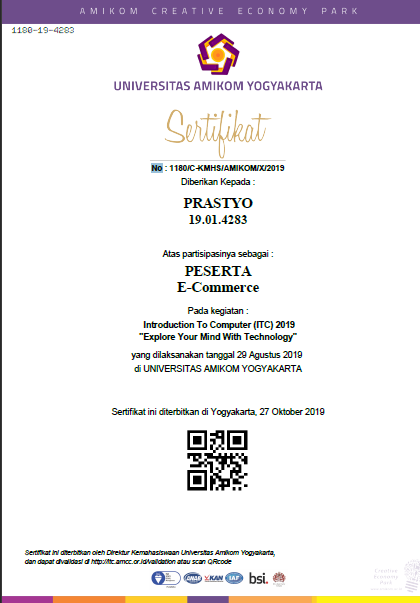 AMIKOM CREATIVE ECONOMY PARK
1180-19-4283
UNIVERSITAS AMIKOM YOGYAKARTA
Sertifikat
No : 1180/C-KMHS/AMIKOM/X/2019
Diberikan Kepada :
PRASTYO
19.01.4283
Atas partisipasinya sebagai :
PESERTA
E-Commerce
Pada kegiatan :
Introduction To Computer (ITC) 2019
"Explore Your Mind With Technology"
yang dilaksanakan tanggal 29 Agustus 2019
di UNIVERSITAS AMIKOM YOGYAKARTA
Sertifikat ini diterbitkan di Yogyakarta, 27 Oktober 2019
Sertifikat ini diterbitkan oleh Direktur Kemahasiswaan Universitas Amikom Yogyakarta,
dan dapat divalidasi di http://itc.amcc.or.id/validation atau scan QRcode
KAN
IAF
bsi.
Creative
Economy
Park